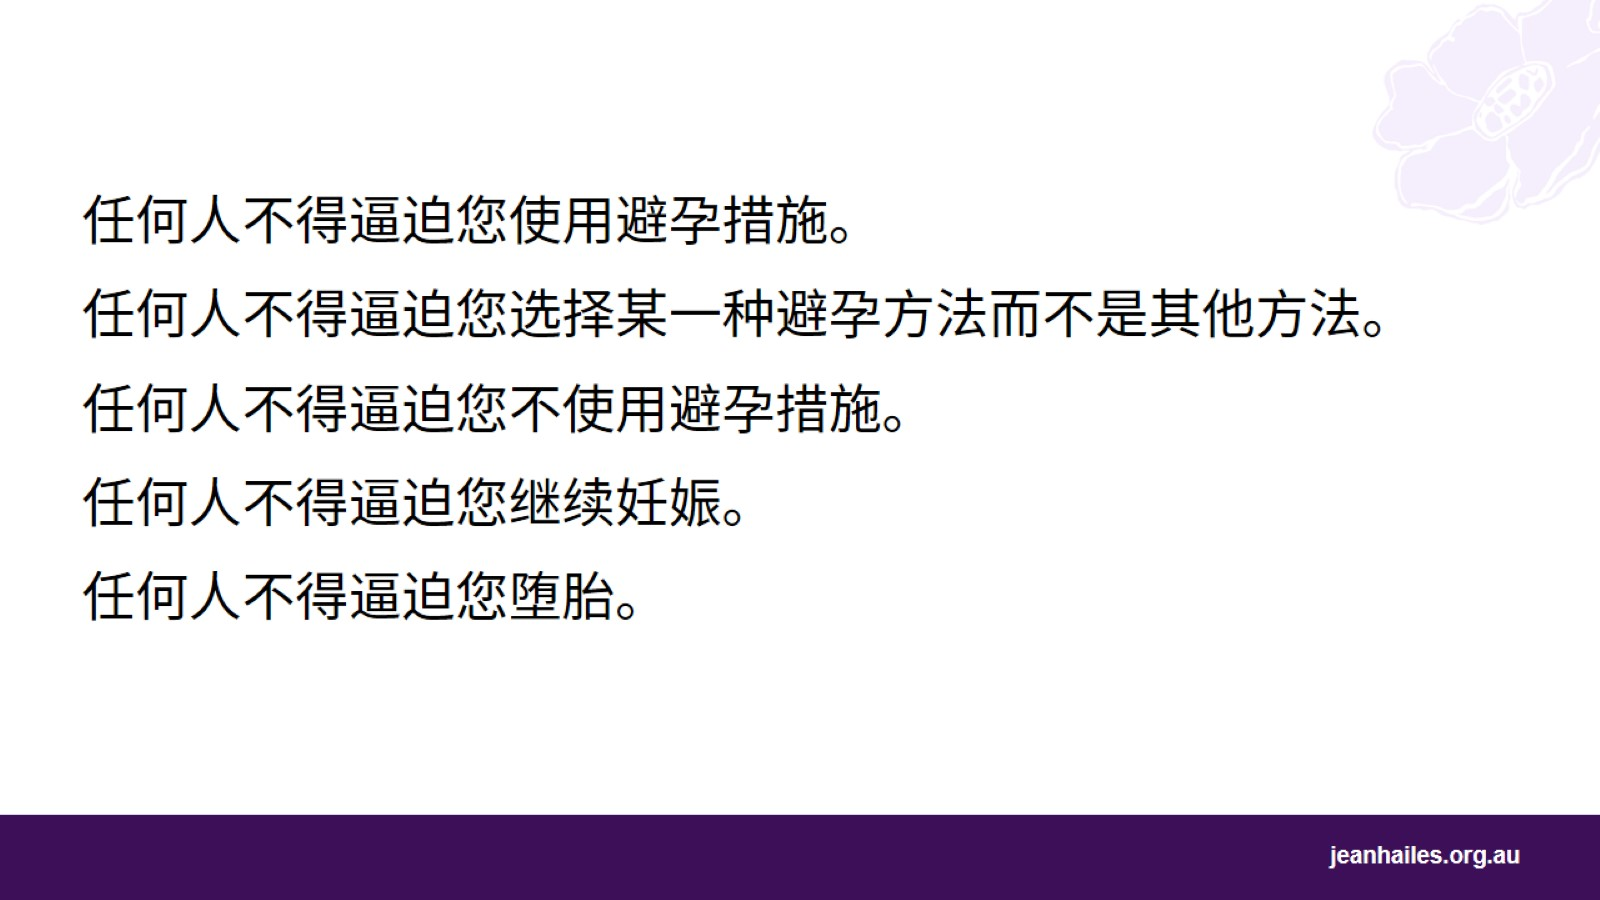 任何人不得逼迫您使用避孕措施。
任何人不得逼迫您选择某一种避孕方法而不是其他方法。
任何人不得逼迫您不使用避孕措施。
任何人不得逼迫您继续妊娠。
任何人不得逼迫您堕胎。
jeanhailes.org.au